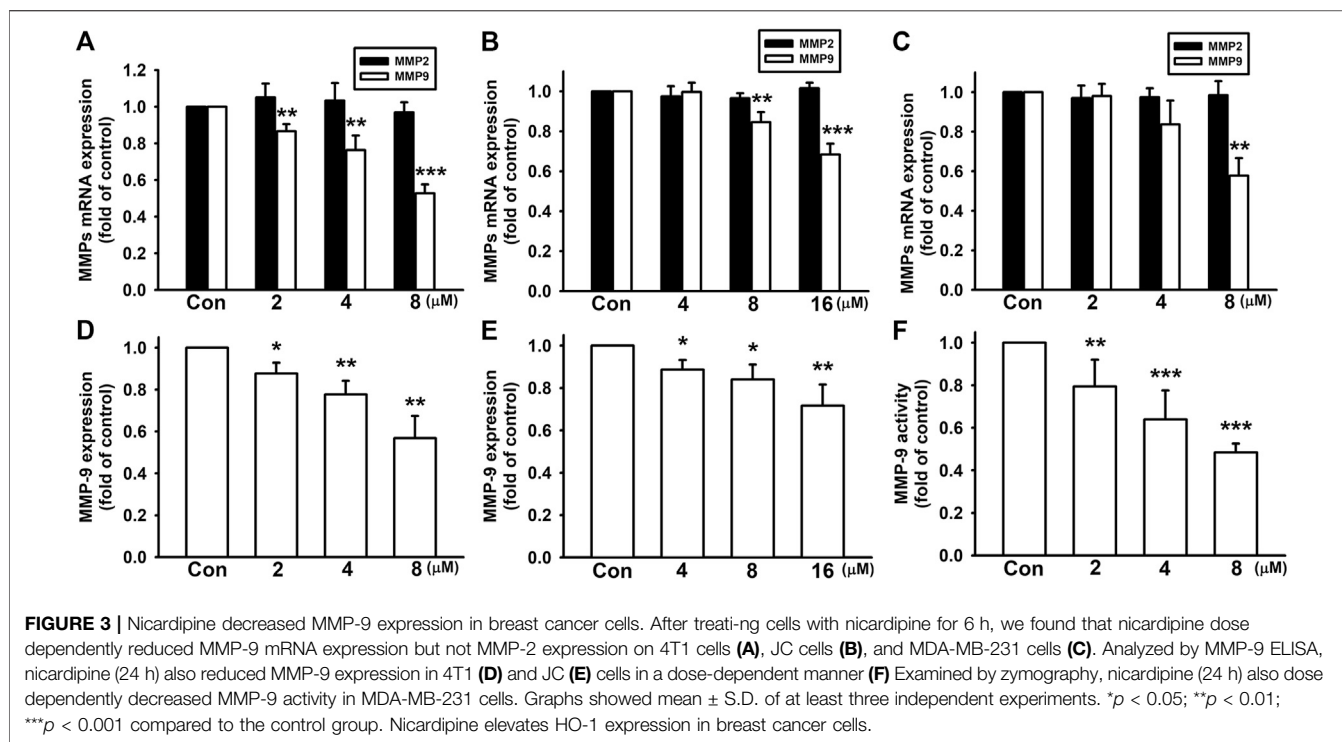 A
MMP2
MMP9
MMPs mRNA expression
(fold of control)
1.2
1.0
0.8
0.6
0.4
0.2
0.0
**
**
***
Con 2 4 8 (μM)
B
MMP2
MMP9
MMPs mRNA expression
(fold of control)
1.0
0.8
0.6
0.4
0.2
0.0
**
***
Con 4 8 16 (μM)
C
MMP2
MMP9
MMPs mRNA expression
(fold of control)
1.0
0.8
0.6
0.4
0.2
0.0
**
Con 2 4 8 (μM)
D
MMP-9 expression
(fold of control)
1.0
0.8
0.6
0.4
0.2
0.0
*
**
**
Con 2 4 8 (μM)
E
MMP-9 expression
(fold of control)
1.0
0.8
0.6
0.4
0.2
0.0
*
*
**
Con 4 8 16 (μM)
F
MMP-9 activity
(fold of control)
1.0
0.8
0.6
0.4
0.2
0.0
**
***
***
Con 2 4 8 (μM)
FIGURE 3 | Nicardipine decreased MMP-9 expression in breast cancer cells. After treati-ng cells with nicardipine for 6 h, we found that nicardipine dose
dependently reduced MMP-9 mRNA expression but not MMP-2 expression on 4T1 cells (A), JC cells (B), and MDA-MB-231 cells (C). Analyzed by MMP-9 ELISA,
nicardipine (24 h) also reduced MMP-9 expression in 4T1 (D) and JC (E) cells in a dose-dependent manner (F) Examined by zymography, nicardipine (24 h) also dose
dependently decreased MMP-9 activity in MDA-MB-231 cells. Graphs showed mean ± S.D. of at least three independent experiments. *p < 0.05; **p < 0.01;
***p < 0.001 compared to the control group. Nicardipine elevates HO-1 expression in breast cancer cells.